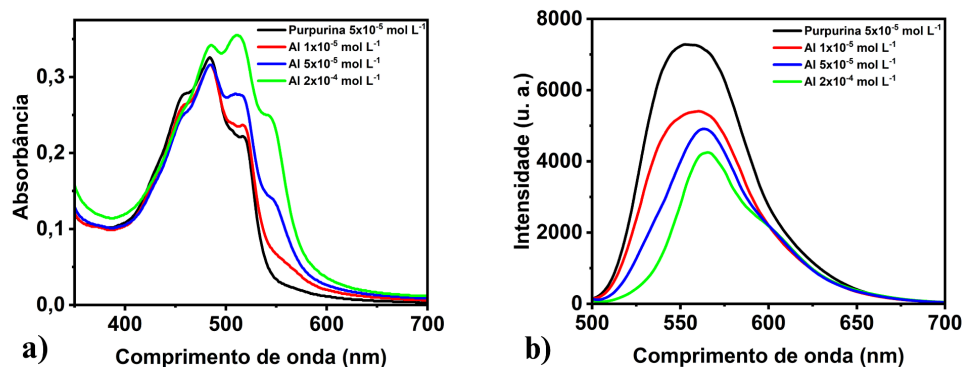 Purpurina 5x10⁻⁵ mol L⁻¹
Al 1x10⁻⁵ mol L⁻¹
Al 5x10⁻⁵ mol L⁻¹
Al 2x10⁻⁴ mol L⁻¹
0,3
0,2
0,1
0,0
Absorbância
400 500 600 700
Comprimento de onda (nm)
a)
Purpurina 5x10⁻⁵ mol L⁻¹
Al 1x10⁻⁵ mol L⁻¹
Al 5x10⁻⁵ mol L⁻¹
Al 2x10⁻⁴ mol L⁻¹
8000
6000
4000
2000
0
Intensidade (u. a.)
500 550 600 650 700
Comprimento de onda (nm)
b)